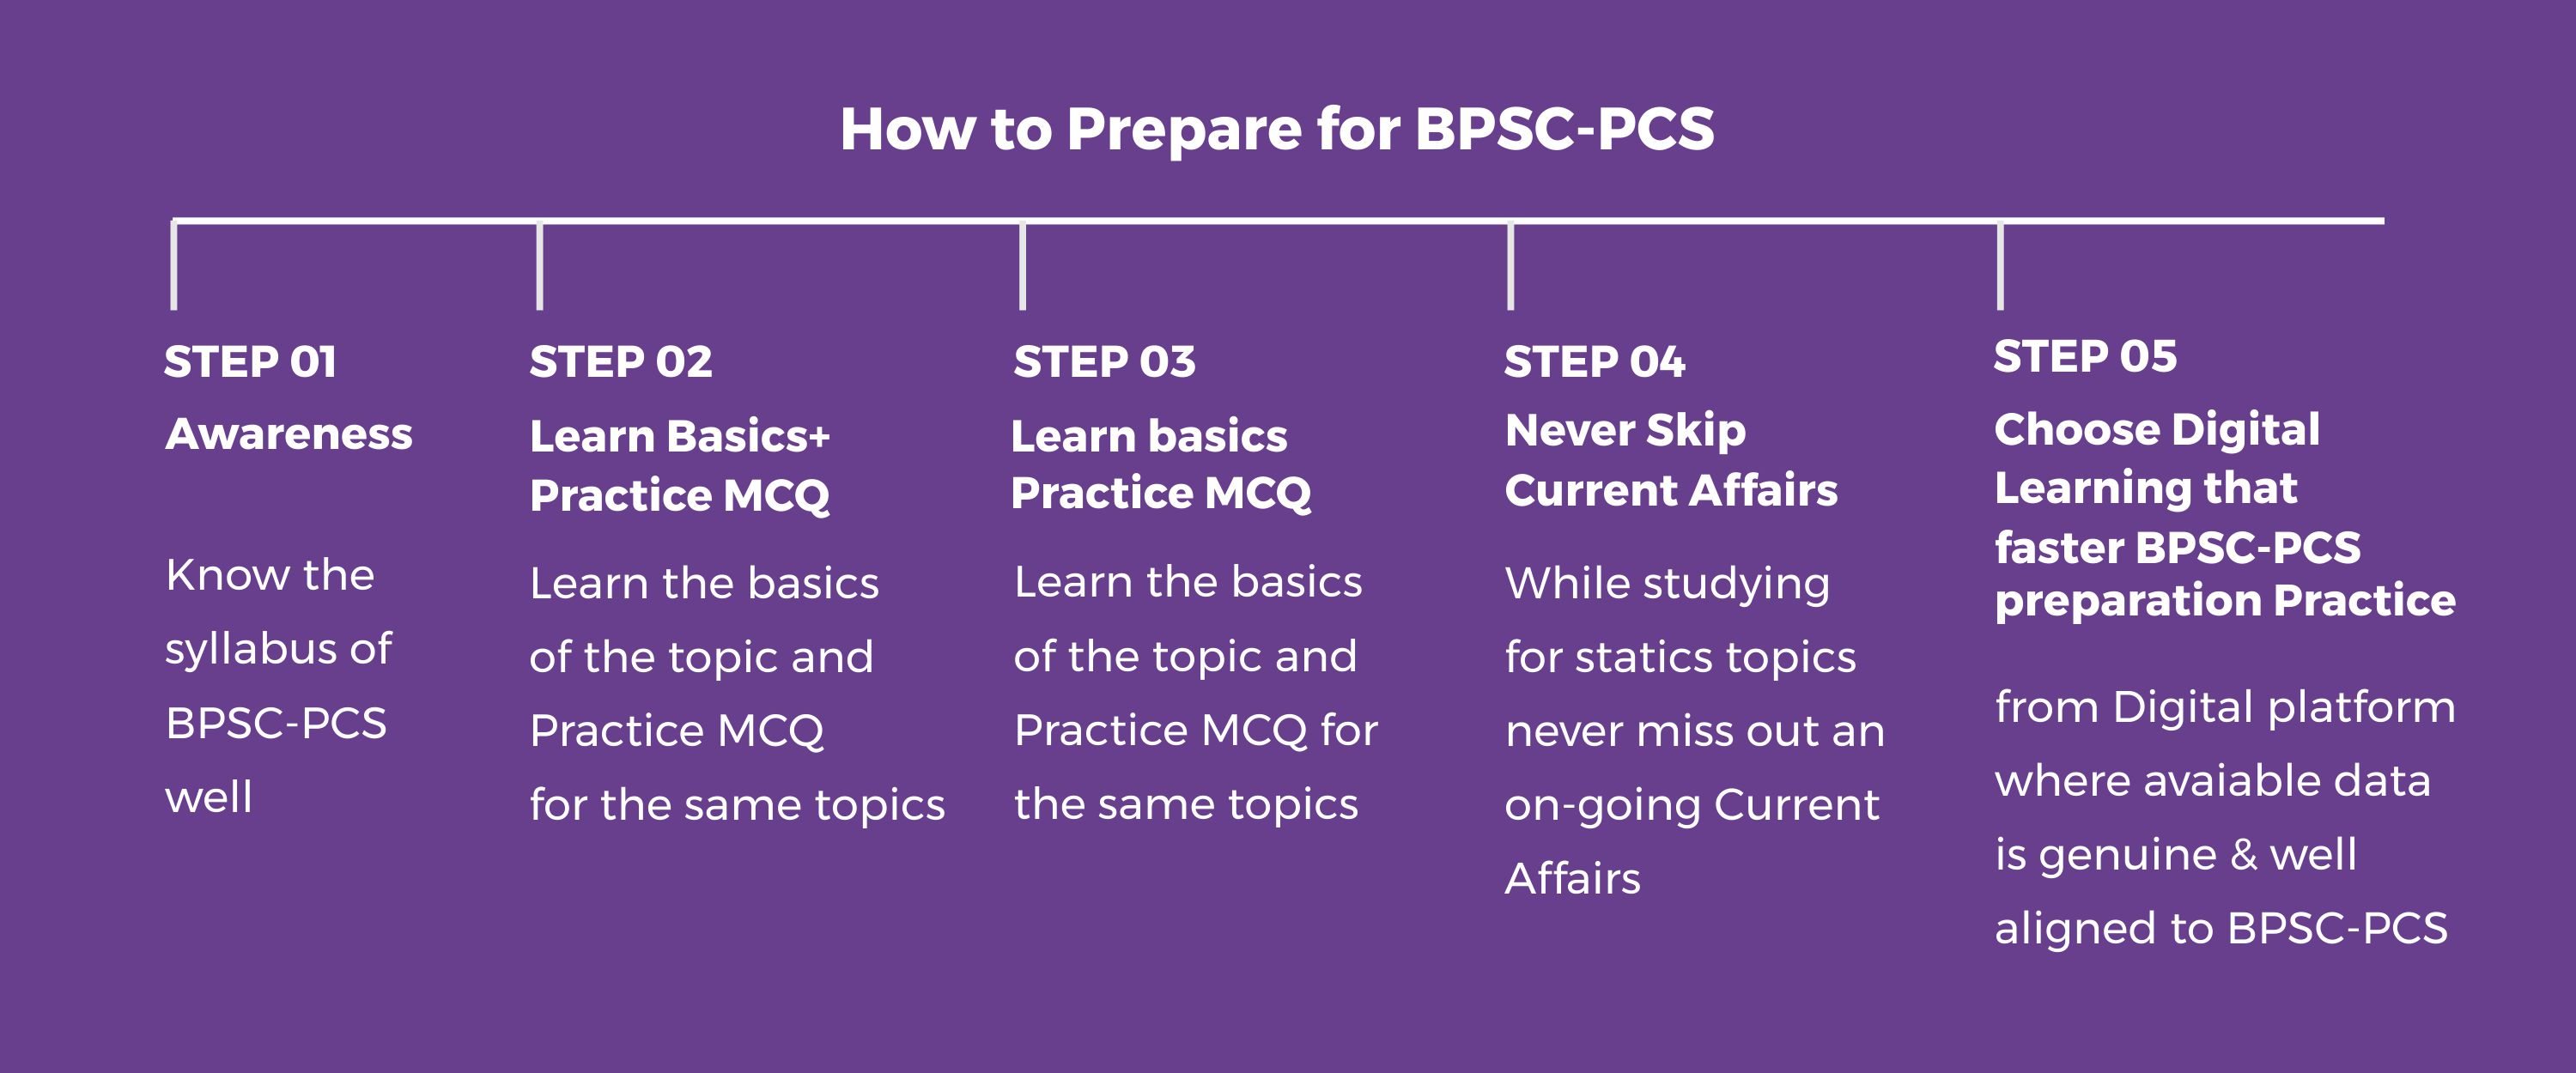 How to Prepare for BPSC-PCS
STEP 01
Awareness
Know the
syllabus of
BPSC-PCS
well
STEP 02
Learn Basics+
Practice MCQ
Learn the basics
of the topic and
Practice MCQ
for the same topics
STEP 03
Learn basics
Practice MCQ
Learn the basics
of the topic and
Practice MCQ for
the same topics
STEP 04
Never Skip
Current Affairs
While studying
for statics topics
never miss out an
on-going Current
Affairs
STEP 05
Choose Digital
Learning that
faster BPSC-PCS
preparation Practice
from Digital platform
where avaiable data
is genuine & well
aligned to BPSC-PCS